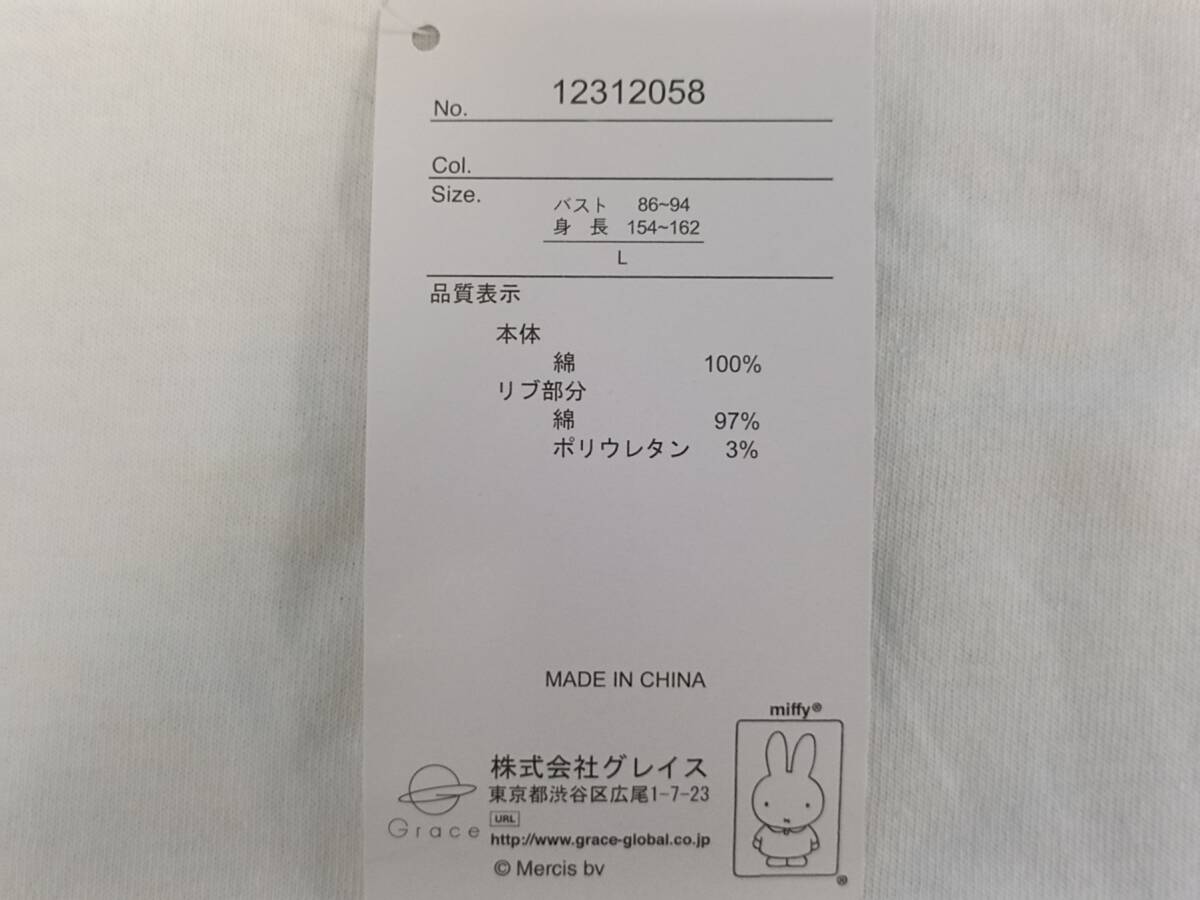 No. 12312058
Col.
Size.
バスト 86~94
身 長 154~162
L
品質表示
本体
綿 100%
リブ部分
綿 97%
ポリウレタン 3%
MADE IN CHINA
miffy®
株式会社グレイス
東京都渋谷区広尾1-7-23
Grace
URL
http://www.grace-global.co.jp
© Mercis bv
®